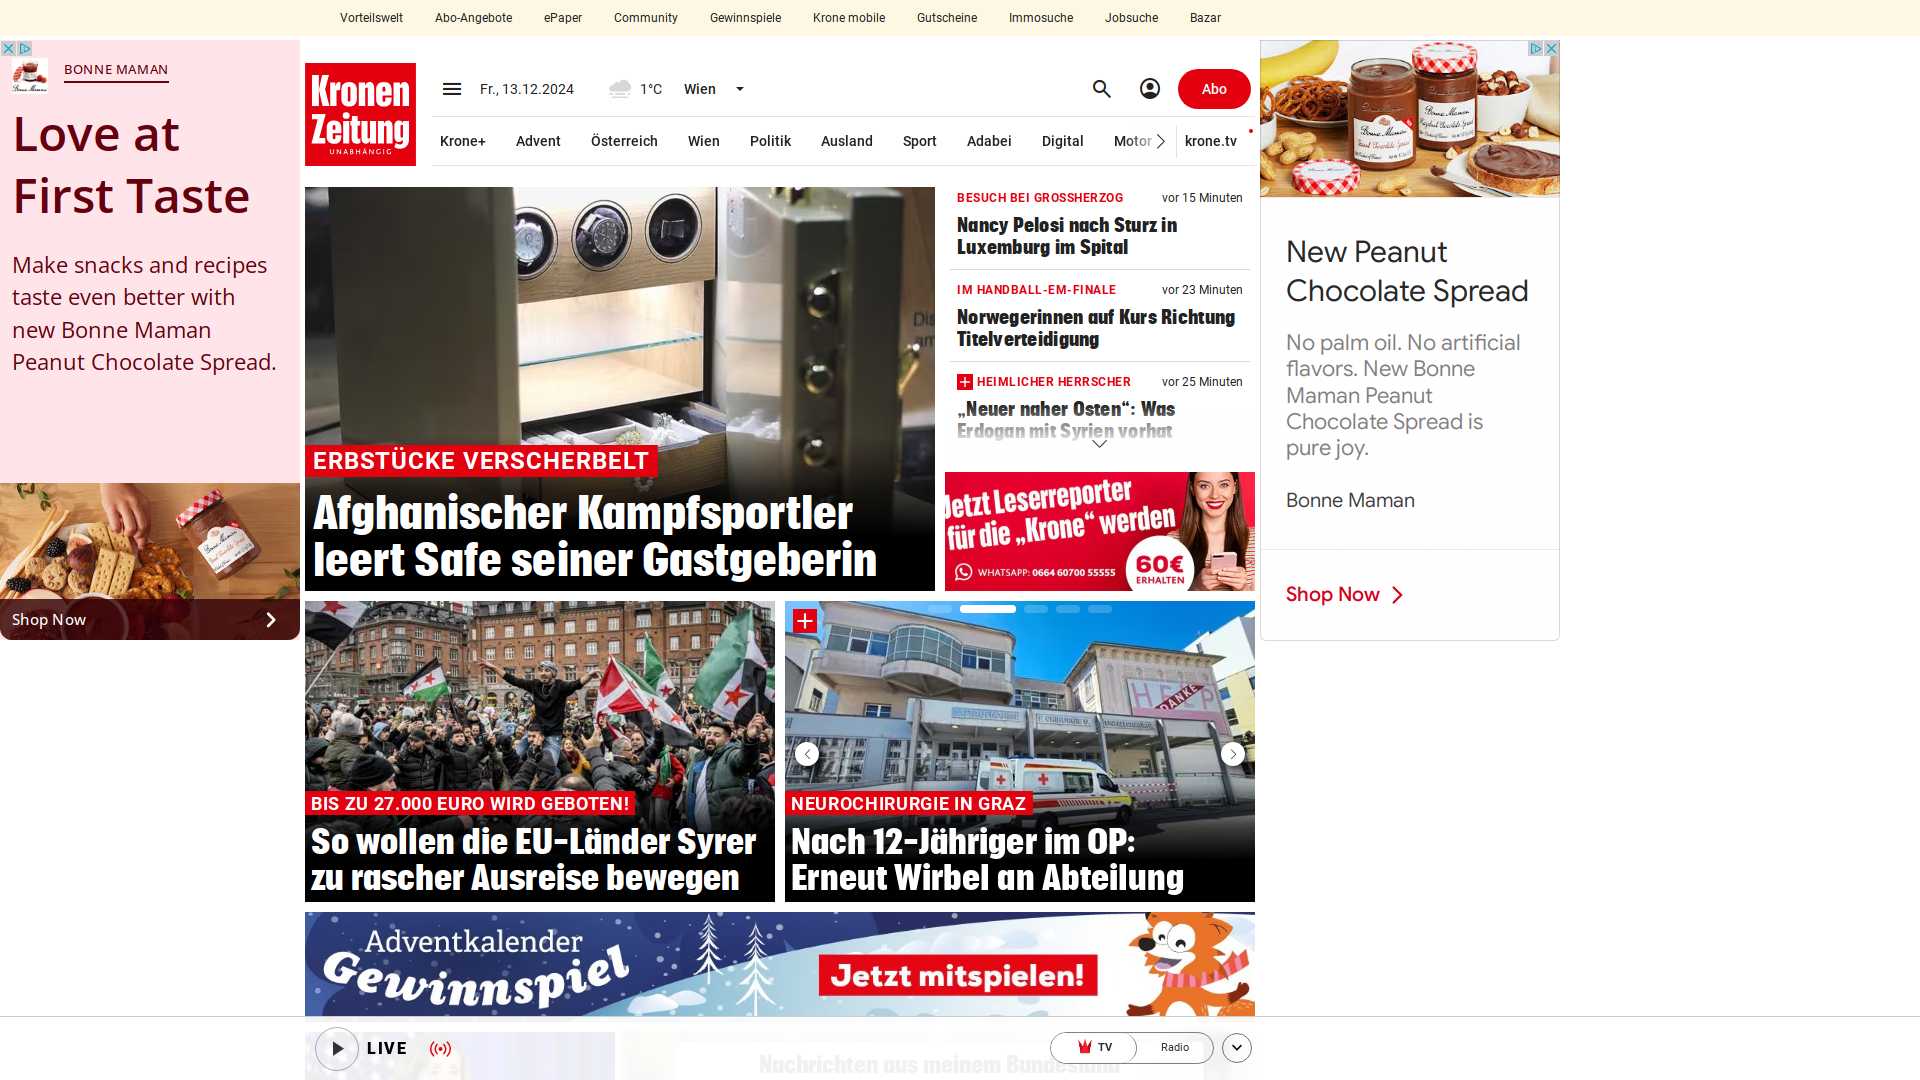 Vorteilswelt Abo-Angebote ePaper Community Gewinnspiele Krone mobile Gutscheine Immosuche Jobsuche Bazar
BONNE MAMAN
Love at
First Taste
Make snacks and recipes
taste even better with
new Bonne Maman
Peanut Chocolate Spread.
Shop Now
Kronen
Zeitung
UNABHÄNGIG
Fr., 13.12.2024 1°C Wien
Abo
Krone+ Advent Österreich Wien Politik Ausland Sport Adabei Digital Motor krone.tv
ERBSTÜCKE VERSCHERBELT
Afghanischer Kampfsportler
leert Safe seiner Gastgeberin
BESUCH BEI GROSSHERZOG vor 15 Minuten
Nancy Pelosi nach Sturz in
Luxemburg im Spital
IM HANDBALL-EM-FINALE vor 23 Minuten
Norwegerinnen auf Kurs Richtung
Titelverteidigung
HEIMLICHER HERRSCHER vor 25 Minuten
„Neuer naher Osten“: Was
Erdogan mit Syrien vorhat
Jetzt Leserreporter
für die „Krone“ werden
WHATSAPP: 0664 60700 55555
60€
ERHALTEN
BIS ZU 27.000 EURO WIRD GEBOTEN!
So wollen die EU-Länder Syrer
zu rascher Ausreise bewegen
HELP
DANKE
NEUROCHIRURGIE IN GRAZ
Nach 12-Jähriger im OP:
Erneut Wirbel an Abteilung
Adventkalender
Gewinnspiel
Jetzt mitspielen!
LIVE
TV Radio
Nachrichten aus meinem Bundesland
Bonne Maman
New Peanut
Chocolate Spread
No palm oil. No artificial
flavors. New Bonne
Maman Peanut
Chocolate Spread is
pure joy.
Bonne Maman
Shop Now